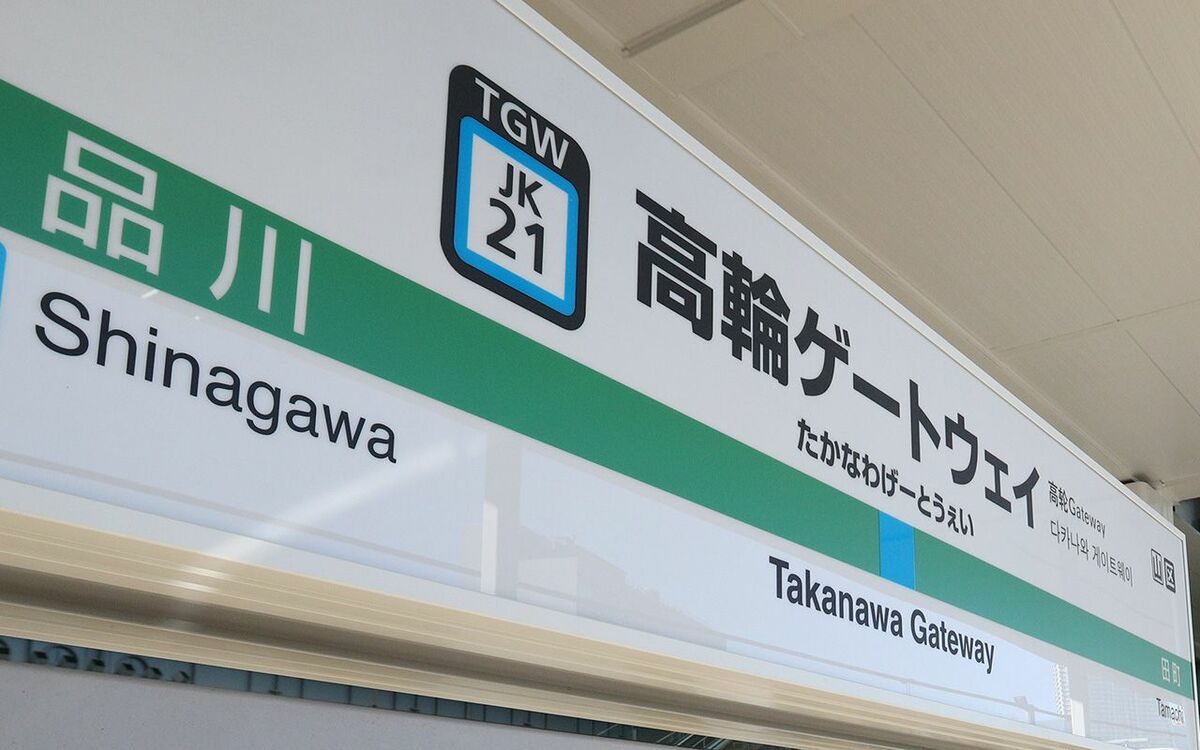 TGW
JK
21
高輪ゲートウェイ
たかなわげーとうぇい
高轮Gateway
다카나와 게이트웨이
山区
品川
田町
Shinagawa
Takanawa Gateway
Tamachi